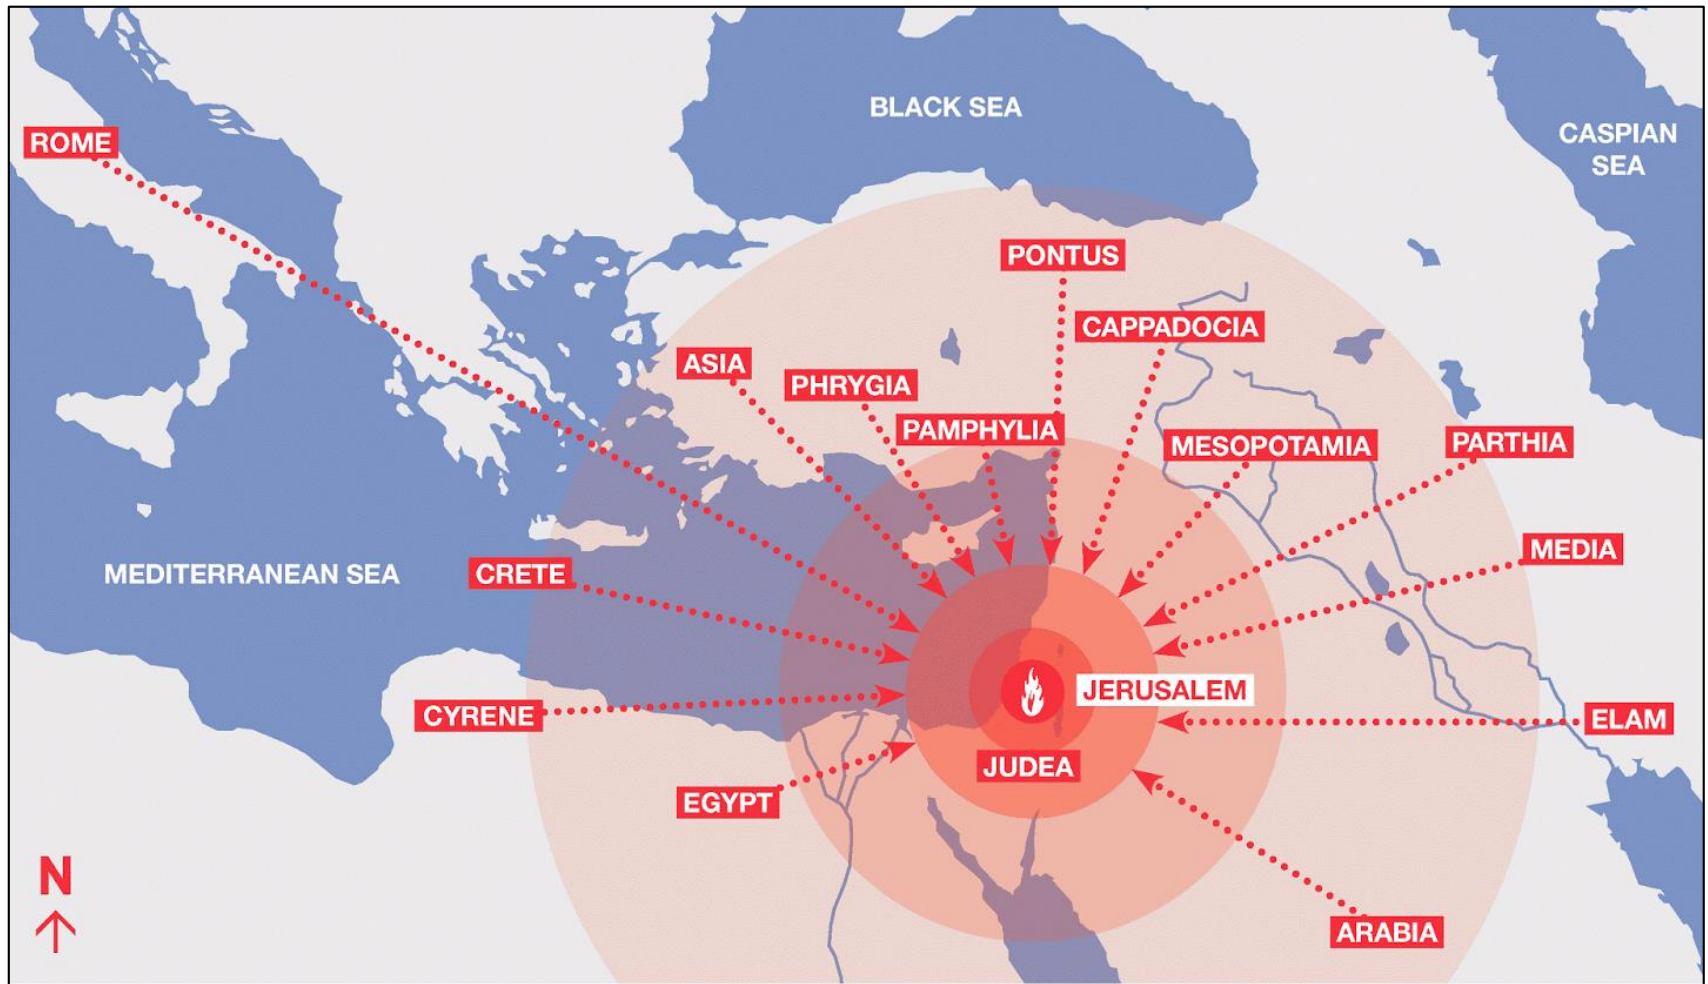 BLACK SEA
CASPIAN
SEA
ROME
PONTUS
CAPPADOCIA
ASIA
PHRYGIA
PAMPHYLIA
MESOPOTAMIA
PARTHIA
MEDIA
CRETE
MEDITERRANEAN SEA
JERUSALEM
CYRENE
ELAM
JUDEA
EGYPT
N
ARABIA